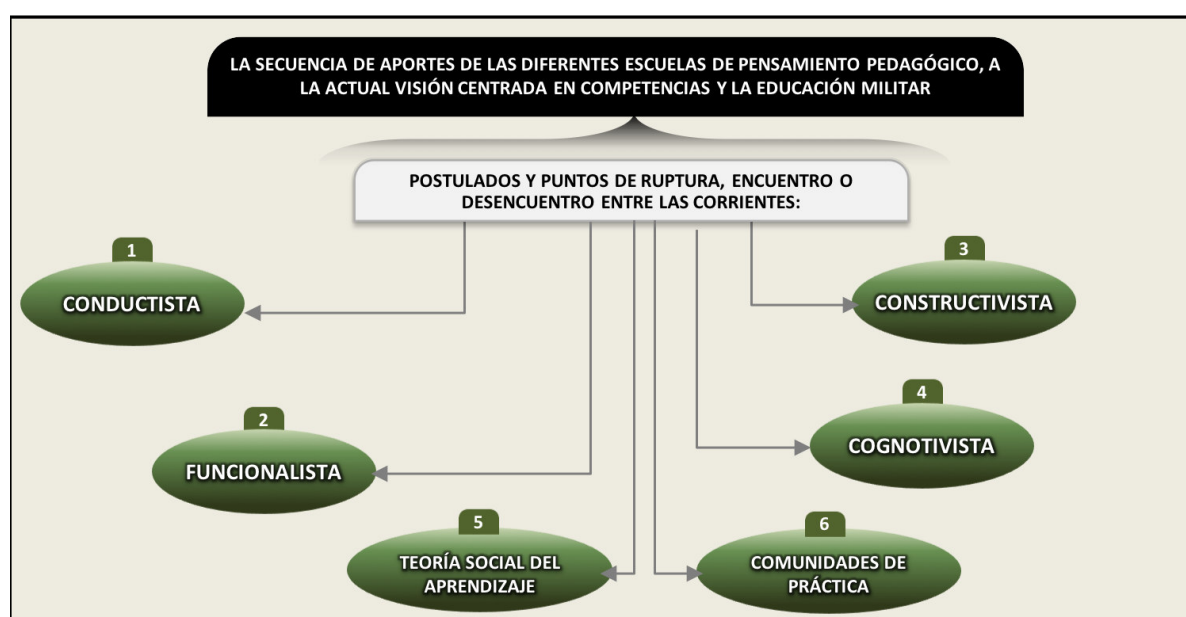 LA SECUENCIA DE APORTES DE LAS DIFERENTES ESCUELAS DE PENSAMIENTO PEDAGÓGICO, A
LA ACTUAL VISIÓN CENTRADA EN COMPETENCIAS Y LA EDUCACIÓN MILITAR
POSTULADOS Y PUNTOS DE RUPTURA, ENCUENTRO O
DESENCUENTRO ENTRE LAS CORRIENTES:
1
CONDUCTISTA
2
FUNCIONALISTA
3
CONSTRUCTIVISTA
4
COGNOTIVISTA
5
TEORÍA SOCIAL DEL
APRENDIZAJE
6
COMUNIDADES DE
PRÁCTICA